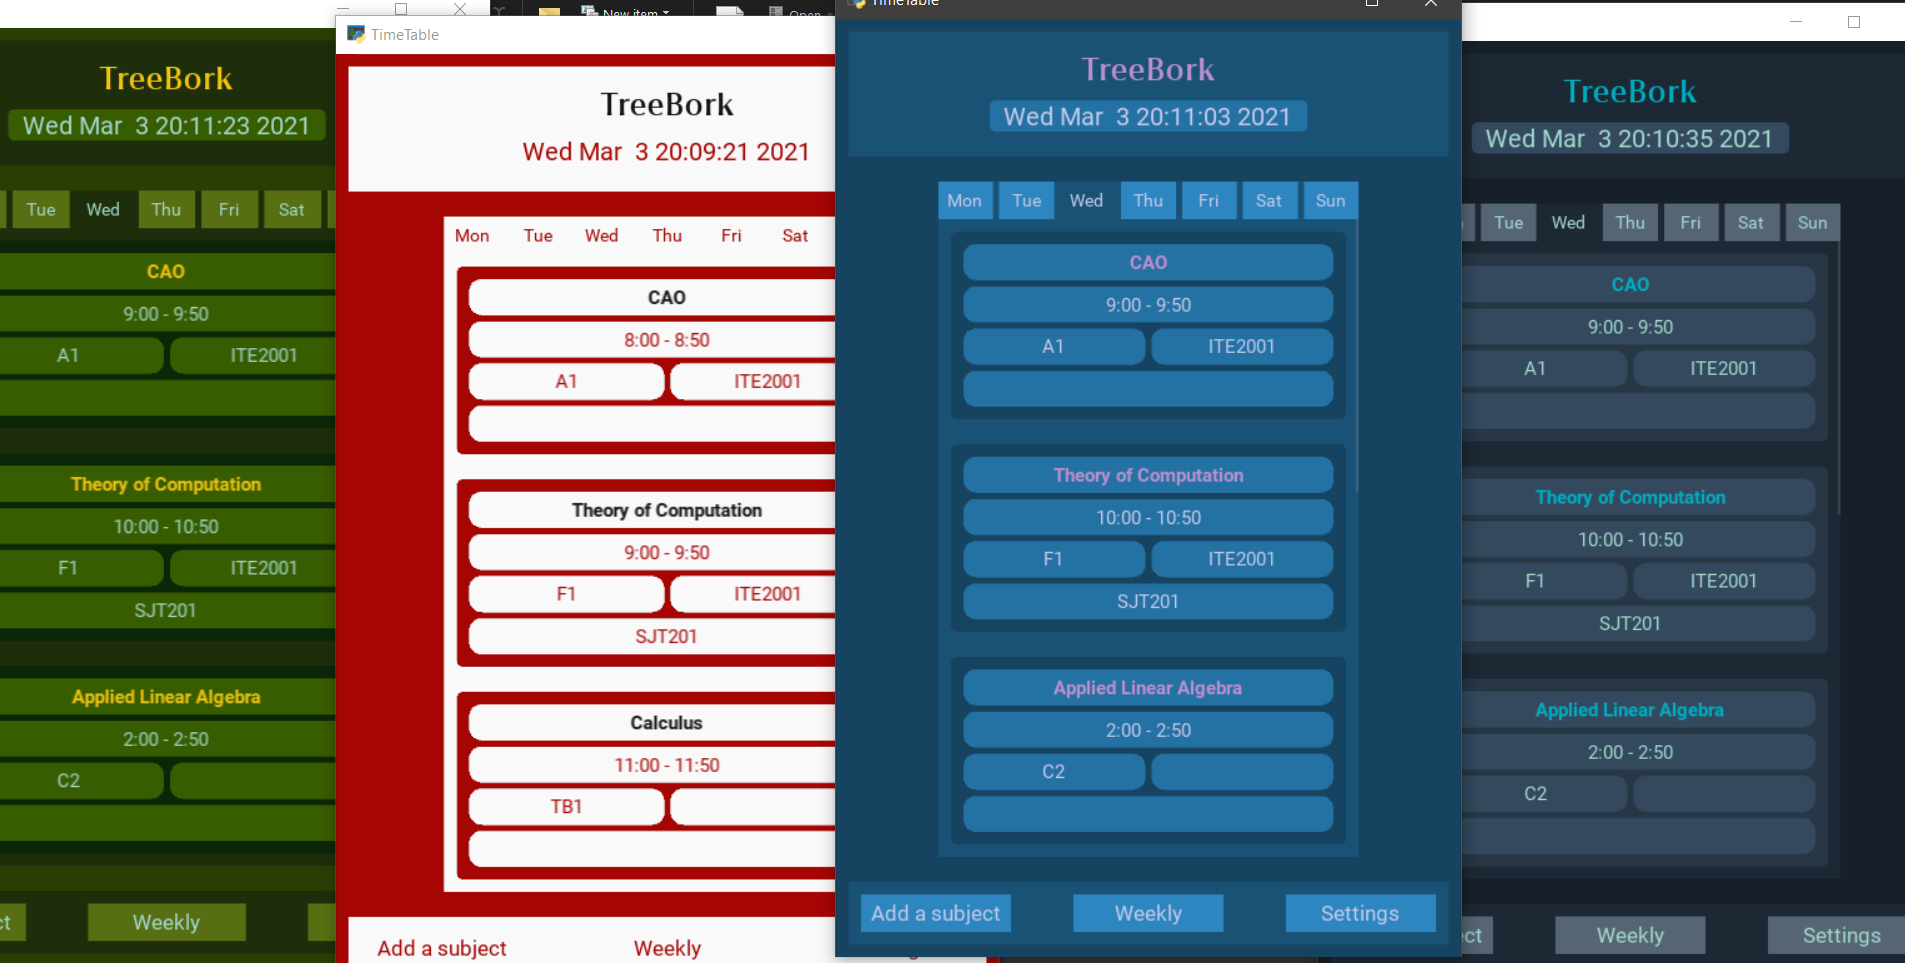 New item
Open
TreeBork
Wed Mar 3 20:11:23 2021
Tue Wed Thu Fri Sat
CAO
9:00 - 9:50
A1 ITE2001
Theory of Computation
10:00 - 10:50
F1 ITE2001
SJT201
Applied Linear Algebra
2:00 - 2:50
C2
ct Weekly
TimeTable
TreeBork
Wed Mar 3 20:09:21 2021
Mon Tue Wed Thu Fri Sat
CAO
8:00 - 8:50
A1 ITE2001
Theory of Computation
9:00 - 9:50
F1 ITE2001
SJT201
Calculus
11:00 - 11:50
TB1
Add a subject Weekly
TimeTable
TreeBork
Wed Mar 3 20:11:03 2021
Mon Tue Wed Thu Fri Sat Sun
CAO
9:00 - 9:50
A1 ITE2001
Theory of Computation
10:00 - 10:50
F1 ITE2001
SJT201
Applied Linear Algebra
2:00 - 2:50
C2
Add a subject Weekly Settings
TreeBork
Wed Mar 3 20:10:35 2021
Tue Wed Thu Fri Sat Sun
CAO
9:00 - 9:50
A1 ITE2001
Theory of Computation
10:00 - 10:50
F1 ITE2001
SJT201
Applied Linear Algebra
2:00 - 2:50
C2
ect Weekly Settings